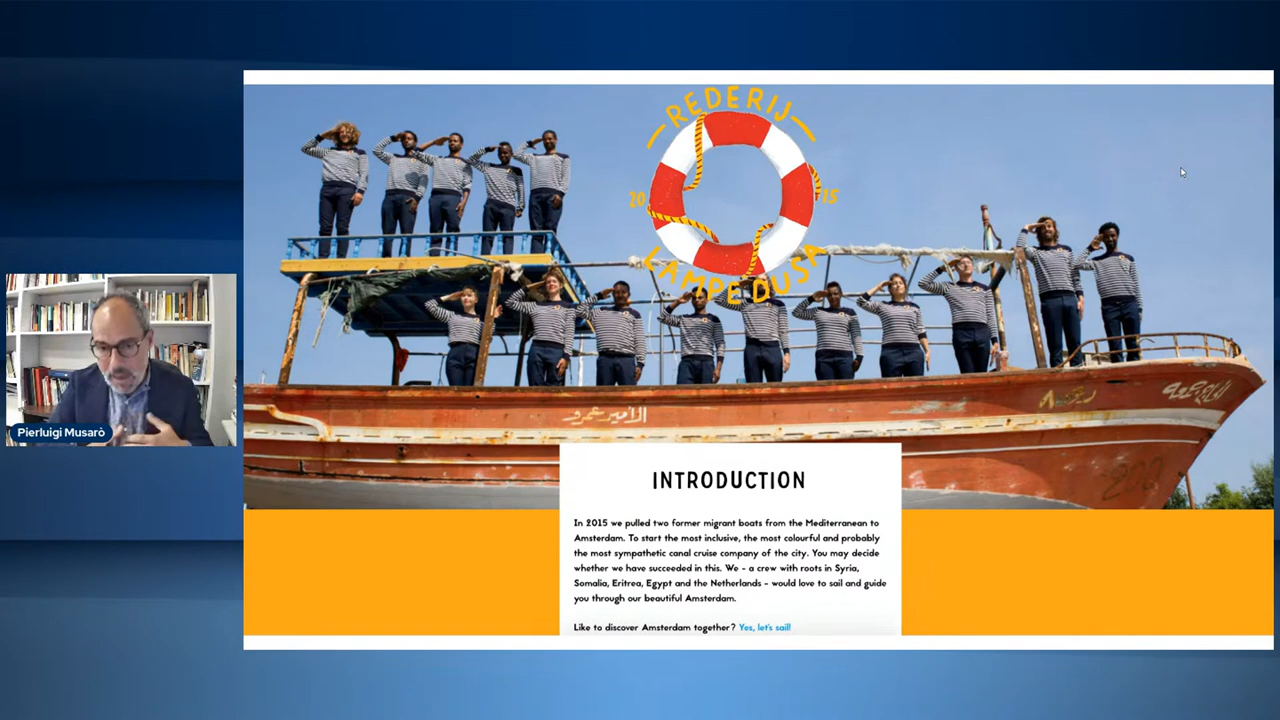 REDERIJ
20 15
LAMPEDUSA
الأمير عمرو
Pierluigi Musarò
INTRODUCTION
In 2015 we pulled two former migrant boats from the Mediterranean to
Amsterdam. To start the most inclusive, the most colourful and probably
the most sympathetic canal cruise company of the city. You may decide
whether we have succeeded in this. We - a crew with roots in Syria,
Somalia, Eritrea, Egypt and the Netherlands - would love to sail and guide
you through our beautiful Amsterdam.
Like to discover Amsterdam together? Yes, let's sail!